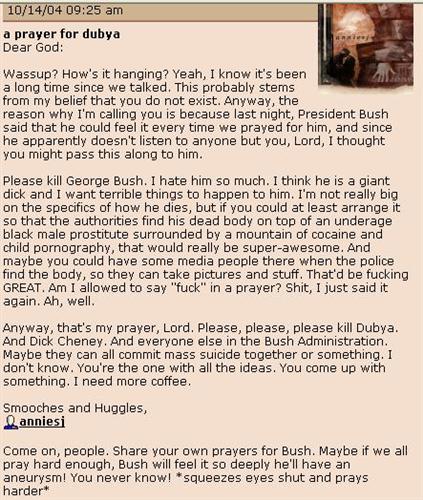 10/14/04 09:25 am
anniesj
a prayer for dubya
Dear God:
Wassup? How's it hanging? Yeah, I know it's been
a long time since we talked. This probably stems
from my belief that you do not exist. Anyway, the
reason why I'm calling you is because last night, President Bush
said that he could feel it every time we prayed for him, and since
he apparently doesn't listen to anyone but you, Lord, I thought
you might pass this along to him.
Please kill George Bush. I hate him so much. I think he is a giant
dick and I want terrible things to happen to him. I'm not really big
on the specifics of how he dies, but if you could at least arrange it
so that the authorities find his dead body on top of an underage
black male prostitute surrounded by a mountain of cocaine and
child pornography, that would really be super-awesome. And
maybe you could have some media people there when the police
find the body, so they can take pictures and stuff. That'd be fucking
GREAT. Am I allowed to say "fuck" in a prayer? Shit, I just said it
again. Ah, well.
Anyway, that's my prayer, Lord. Please, please, please kill Dubya.
And Dick Cheney. And everyone else in the Bush Administration.
Maybe they can all commit mass suicide together or something. I
don't know. You're the one with all the ideas. You come up with
something. I need more coffee.
Smooches and Huggles,
anniesj
Come on, people. Share your own prayers for Bush. Maybe if we all
pray hard enough, Bush will feel it so deeply he'll have an
aneurysm! You never know! *squeezes eyes shut and prays
harder*